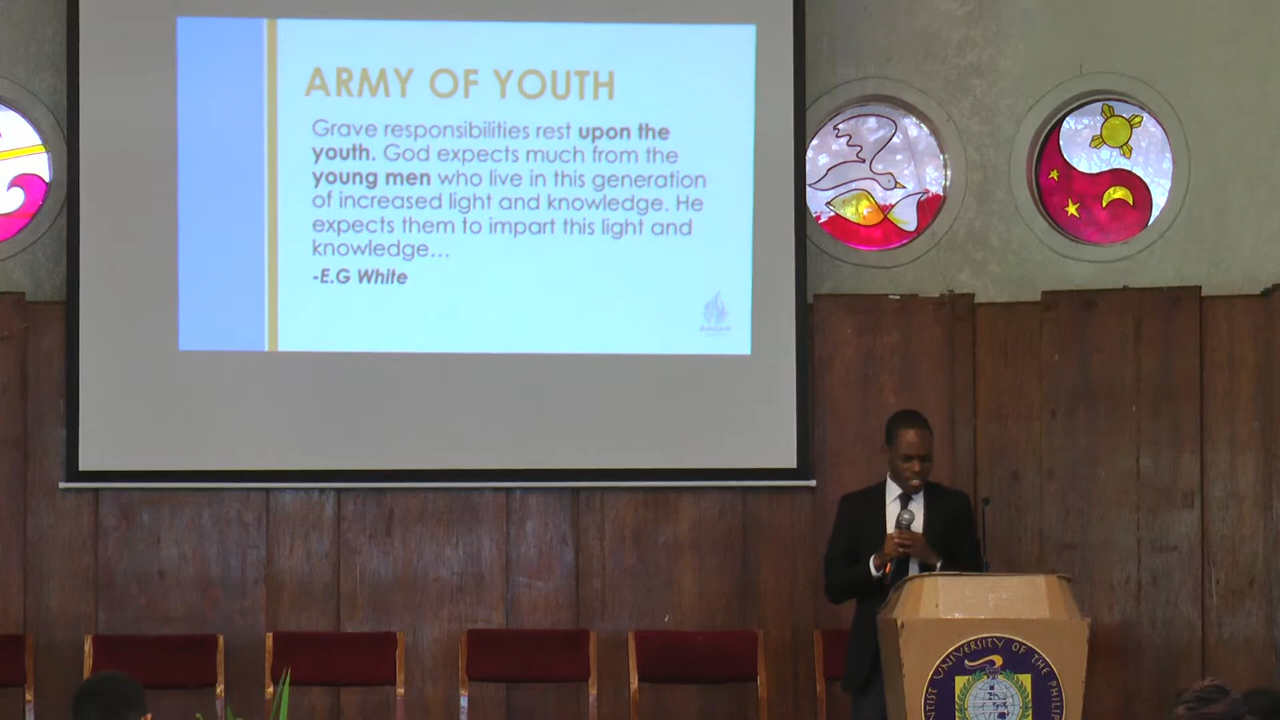 ARMY OF YOUTH
Grave responsibilities rest upon the
youth. God expects much from the
young men who live in this generation
of increased light and knowledge. He
expects them to impart this light and
knowledge...
-E.G White
NTIST UNIVERSITY OF THE PHILIP